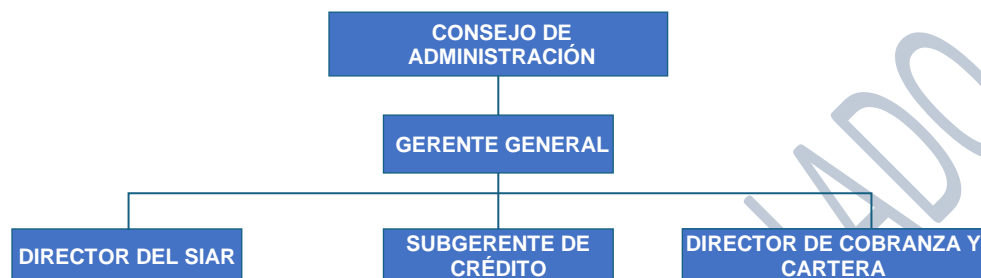 CONSEJO DE
ADMINISTRACIÓN
GERENTE GENERAL
DIRECTOR DEL SIAR
SUBGERENTE DE
CRÉDITO
DIRECTOR DE COBRANZA Y
CARTERA